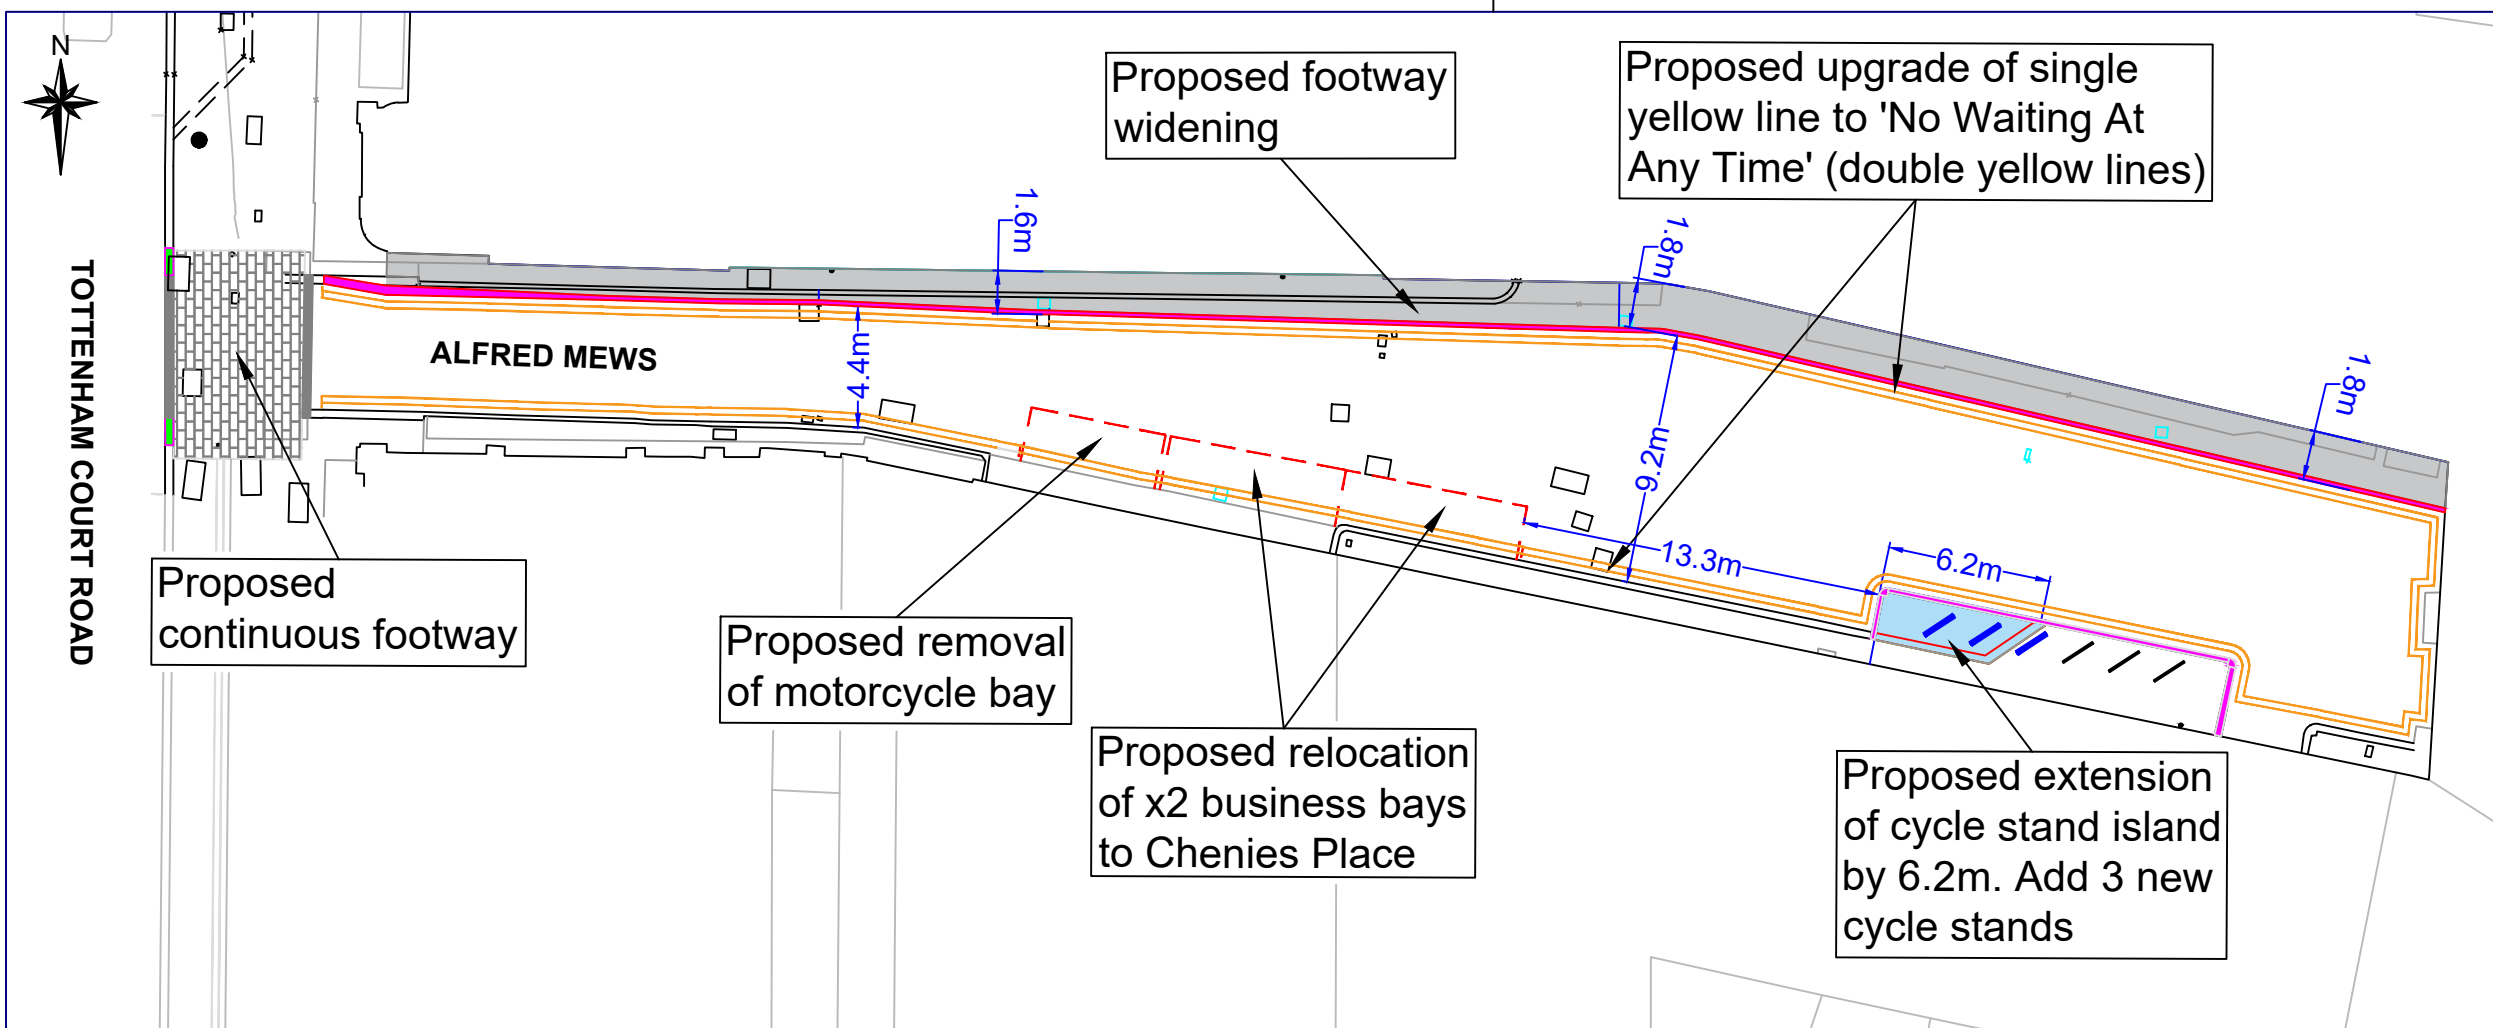 N
Proposed footway
widening
Proposed upgrade of single
yellow line to 'No Waiting At
Any Time' (double yellow lines)
1.6m
1.8m
TOTTENHAM COURT ROAD
ALFRED MEWS
4.4m
1.8m
9.2m
13.3m
6.2m
Proposed
continuous footway
Proposed removal
of motorcycle bay
Proposed relocation
of x2 business bays
to Chenies Place
Proposed extension
of cycle stand island
by 6.2m. Add 3 new
cycle stands